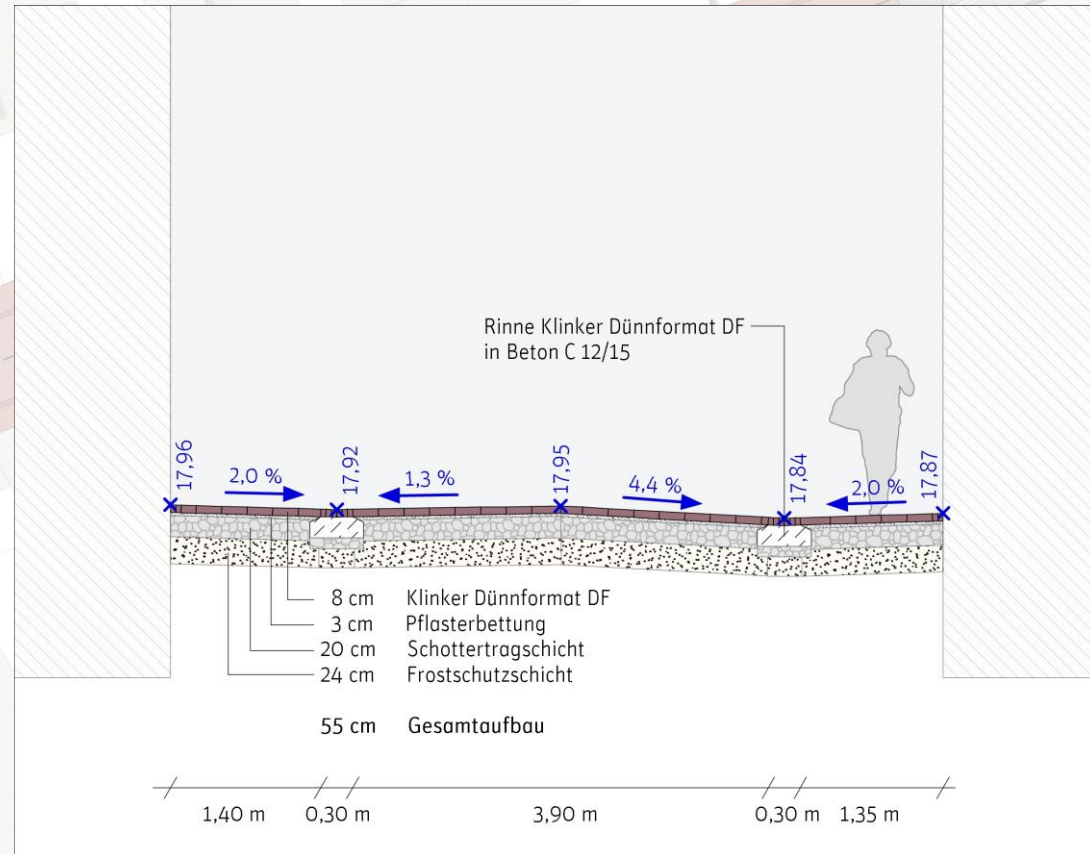 Rinne Klinker Dünnformat DF
in Beton C 12/15
17,96
2,0 %
17,92
1,3 %
17,95
4,4 %
17,84
2,0 %
17,87
8 cm Klinker Dünnformat DF
3 cm Pflasterbettung
20 cm Schottertragschicht
24 cm Frostschutzschicht
55 cm Gesamtaufbau
1,40 m 0,30 m 3,90 m 0,30 m 1,35 m